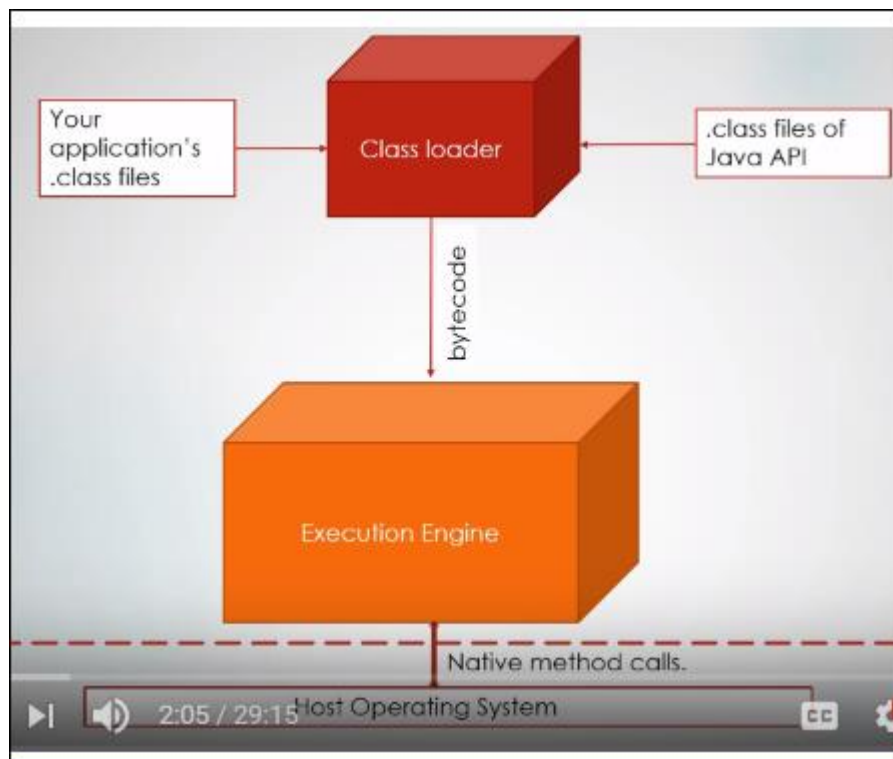 Your
application's
.class files
Class loader
.class files of
Java API
bytecode
Execution Engine
Native method calls.
Host Operating System
2:05 / 29:15
CC